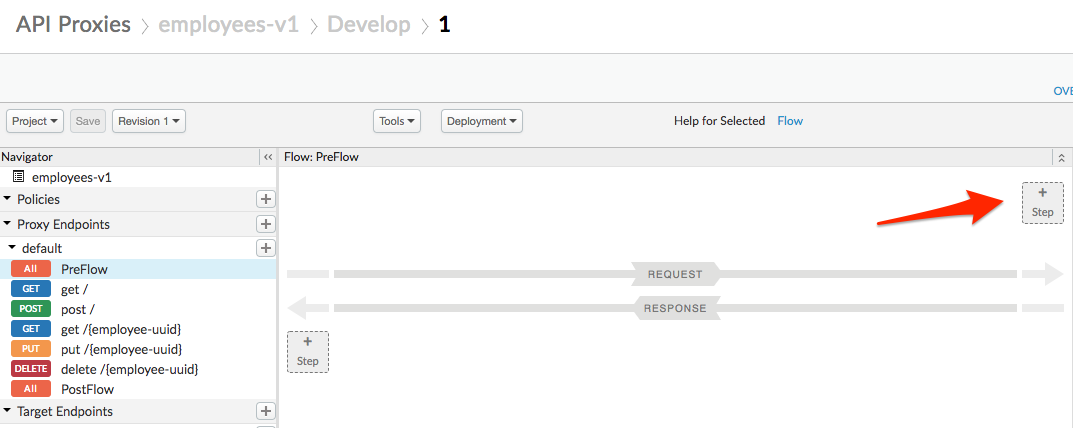 API Proxies > employees-v1 > Develop > 1
OVE
Project Save Revision 1 Tools Deployment Help for Selected Flow
Navigator << Flow: PreFlow
employees-v1
+ Step
Policies +
Proxy Endpoints +
default +
All PreFlow
REQUEST
GET get /
POST post /
RESPONSE
GET get /{employee-uuid}
PUT put /{employee-uuid}
+ Step
DELETE delete /{employee-uuid}
All PostFlow
Target Endpoints +